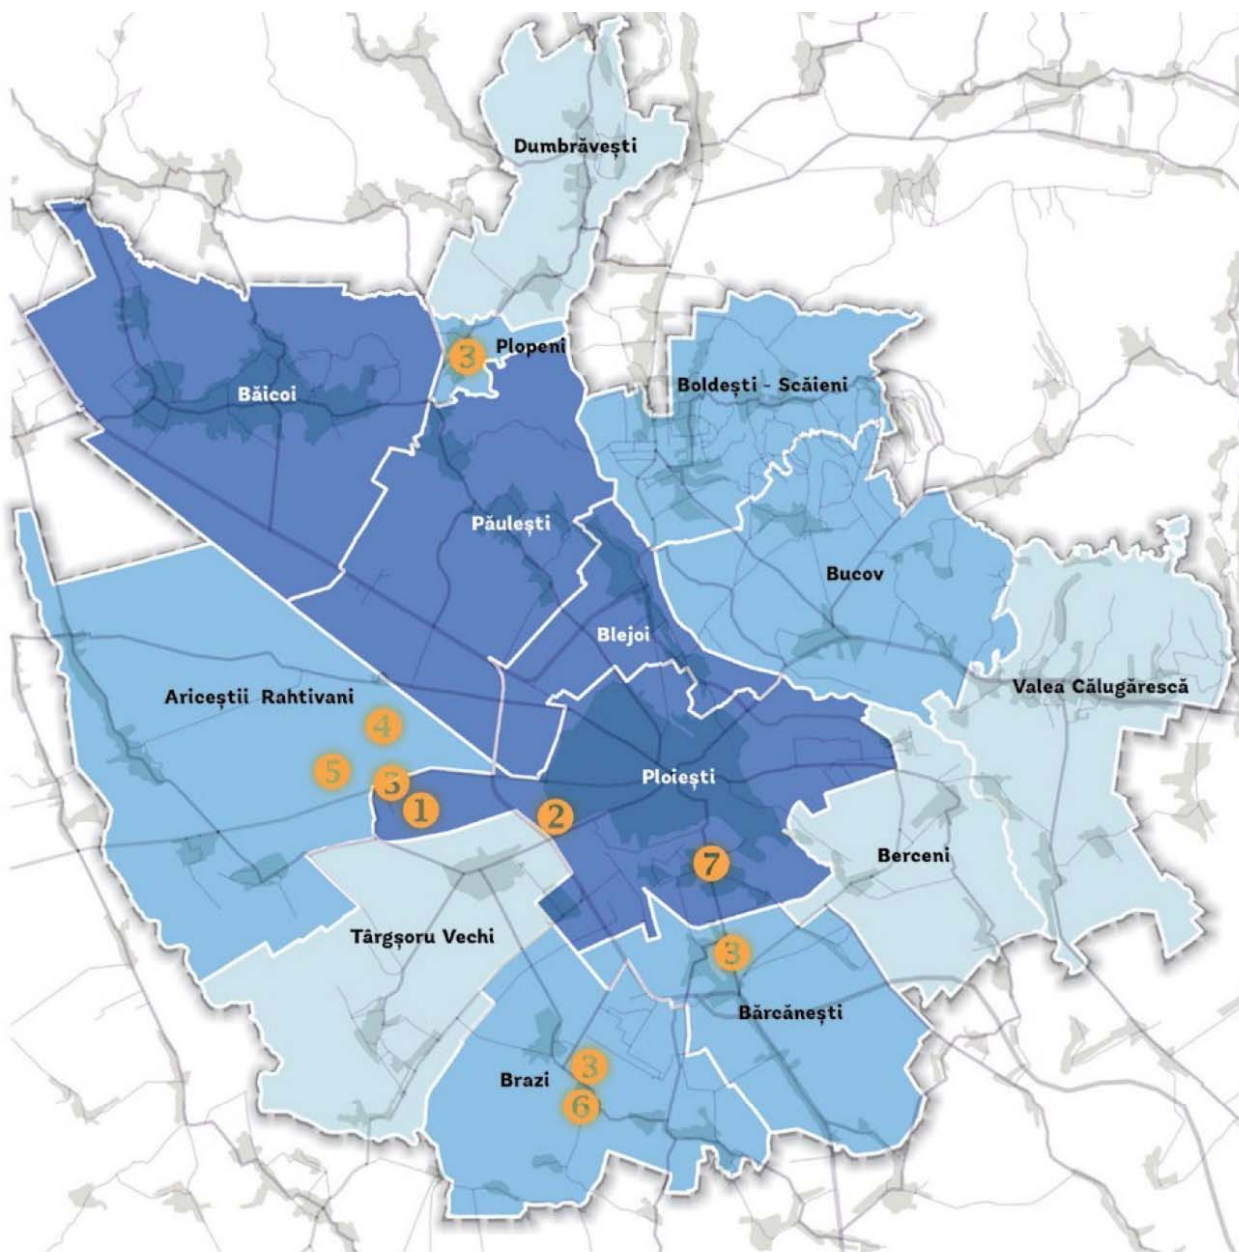 Dumbrăvești
Plopeni
3
Boldești - Scăieni
Băicoi
Păulești
Bucov
Blejoi
Valea Călugărescă
Ariceștii Rahtivani
4
5
3
1
2
Ploiești
7
Berceni
Târgșoru Vechi
3
Bărcănești
Brazi
3
6